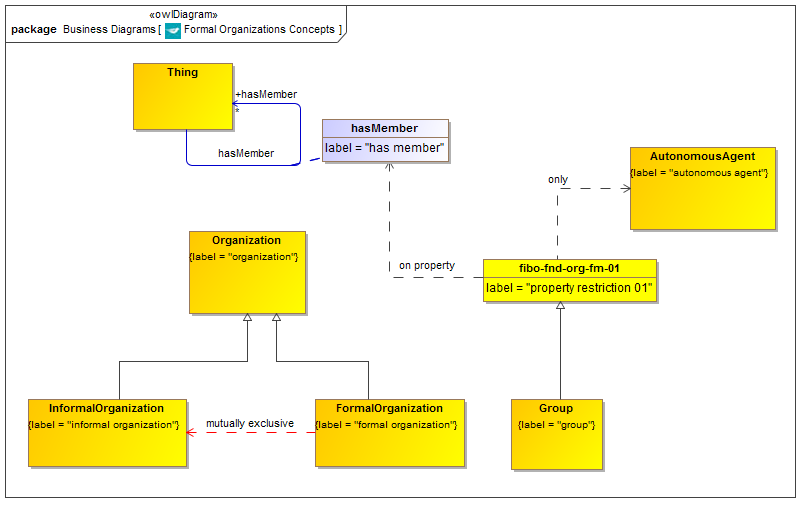 «owlDiagram»
package Business Diagrams [ Formal Organizations Concepts ]
Thing
+hasMember
*
hasMember
hasMember
label = "has member"
AutonomousAgent
{label = "autonomous agent"}
only
Organization
{label = "organization"}
on property
fibo-fnd-org-fm-01
label = "property restriction 01"
InformalOrganization
{label = "informal organization"}
mutually exclusive
FormalOrganization
{label = "formal organization"}
Group
{label = "group"}